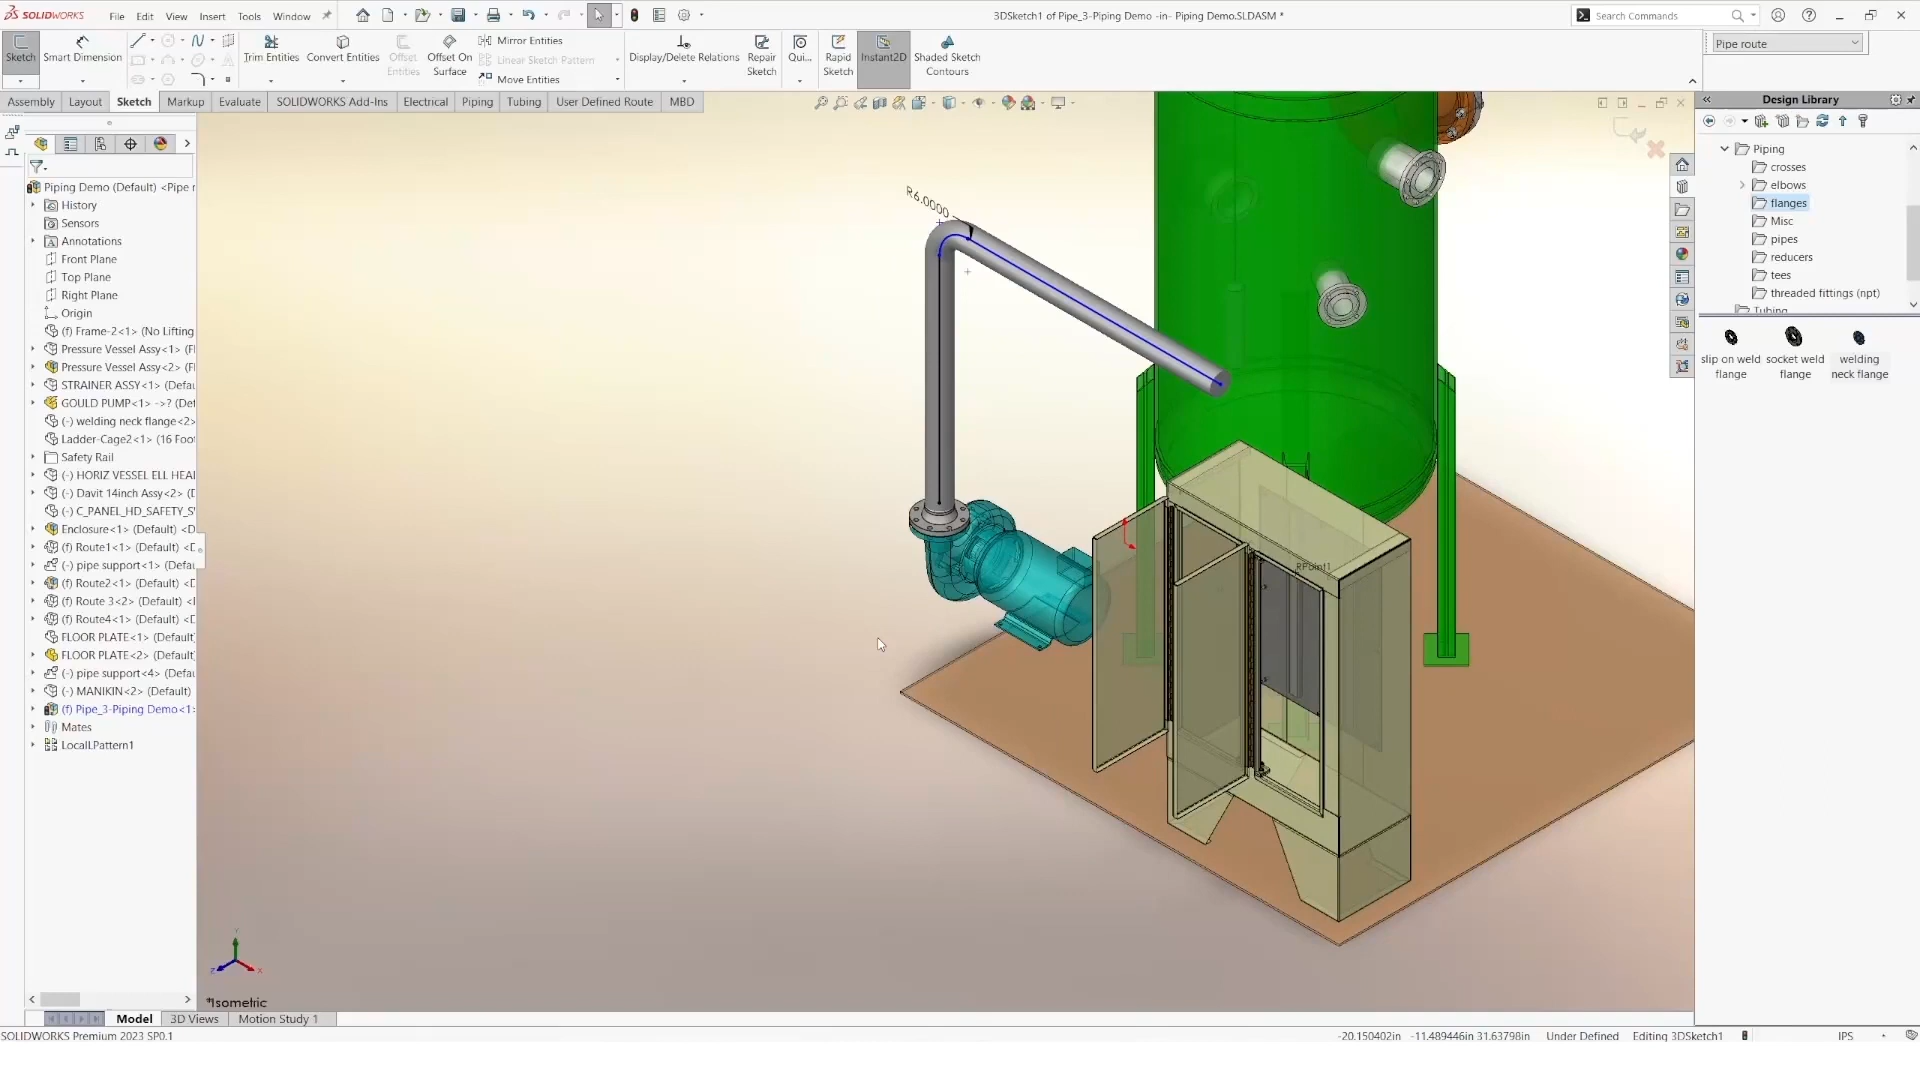 SOLIDWORKS
File
Edit
View
Insert
Tools
Window
3DSketch1 of Pipe_3-Piping Demo -in- Piping Demo.SLDASM *
Search Commands
Sketch
Smart Dimension
Trim Entities
Convert Entities
Offset
Entities
Offset On
Surface
Mirror Entities
Linear Sketch Pattern
Move Entities
Display/Delete Relations
Repair
Sketch
Qui...
Rapid
Sketch
Instant2D
Shaded Sketch
Contours
Pipe route
Assembly
Layout
Sketch
Markup
Evaluate
SOLIDWORKS Add-Ins
Electrical
Piping
Tubing
User Defined Route
MBD
Piping Demo (Default) <Pipe r
History
Sensors
Annotations
Front Plane
Top Plane
Right Plane
Origin
(f) Frame-2<1> (No Lifting
Pressure Vessel Assy<1> (Fl
Pressure Vessel Assy<2> (Fl
STRAINER ASSY<1> (Defau
GOULD PUMP<1> ->? (De
(-) welding neck flange<2>
Ladder-Cage2<1> (16 Foo
Safety Rail
(-) HORIZ VESSEL ELL HEAD
(-) Davit 14inch Assy<2> (D
(-) C_PANEL_HD_SAFETY_S
Enclosure<1> (Default) <D
(f) Route1<1> (Default) <D
(-) pipe support<1> (Defau
(f) Route2<1> (Default) <D
(f) Route 3<2> (Default) <
(f) Route4<1> (Default) <D
FLOOR PLATE<1> (Default
FLOOR PLATE<2> (Default
(-) pipe support<4> (Defau
(-) MANIKIN<2> (Default)
(f) Pipe_3-Piping Demo<1>
Mates
LocalLPattern1
R6.0000
RPoint1
*Isometric
Design Library
Piping
crosses
elbows
flanges
Misc
pipes
reducers
tees
threaded fittings (npt)
Tubing
slip on weld
flange
socket weld
flange
welding
neck flange
Model
3D Views
Motion Study 1
SOLIDWORKS Premium 2023 SP0.1
-20.150402in
-11.489446in
31.63798in
Under Defined
Editing 3DSketch1
IPS